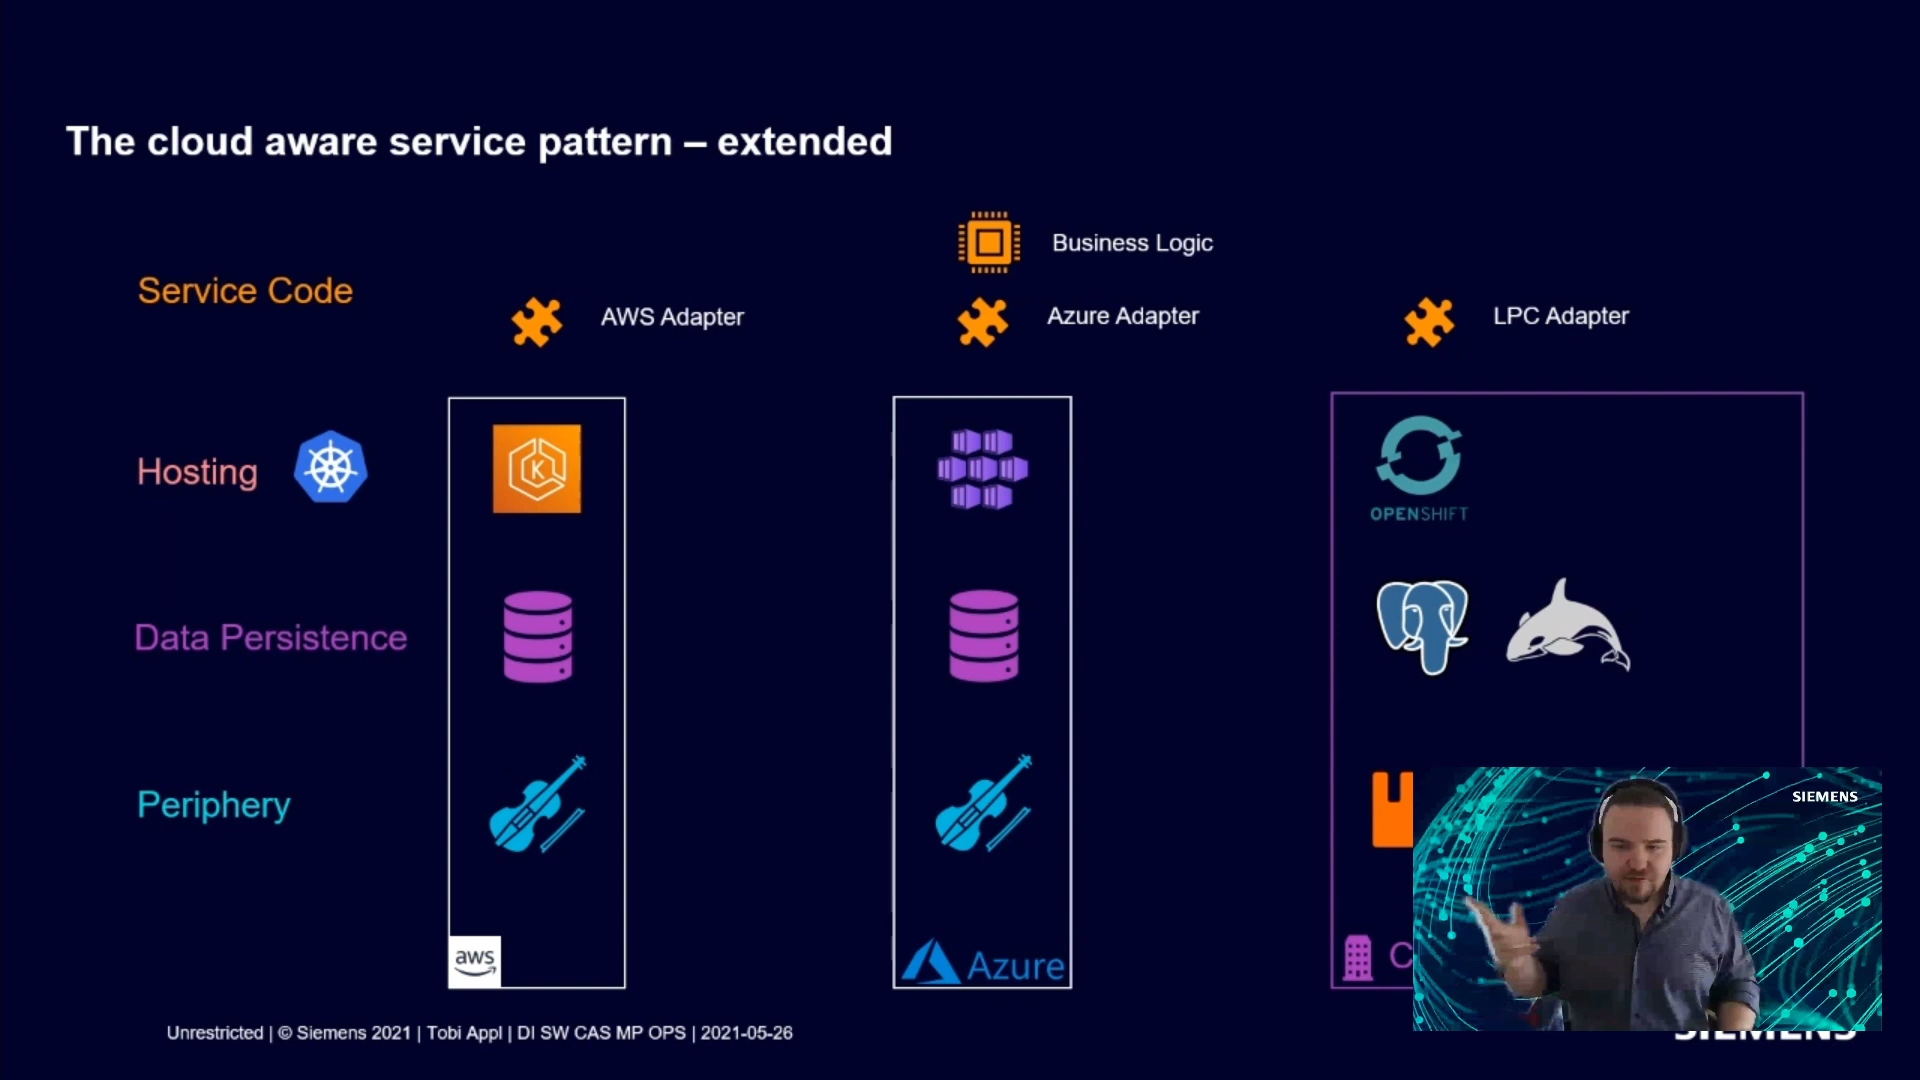 The cloud aware service pattern – extended
Business Logic
Service Code
AWS Adapter
Azure Adapter
LPC Adapter
Hosting
K
OPENSHIFT
Data Persistence
Periphery
SIEMENS
aws
Azure
C
Unrestricted | © Siemens 2021 | Tobi Appl | DI SW CAS MP OPS | 2021-05-26
SIEMENS